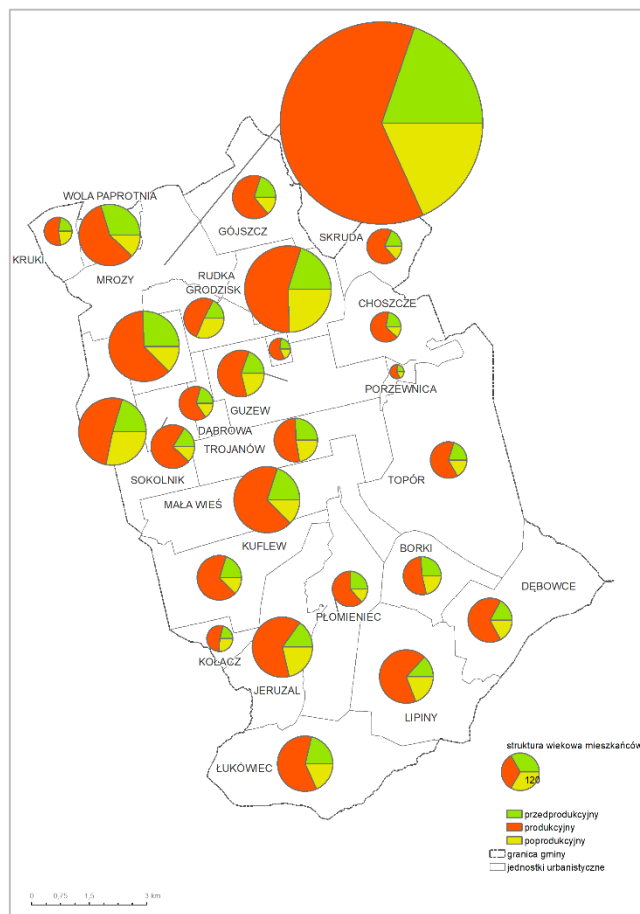 WOLA PAPROTNIA
GÓJSZCZ
SKRUDA
KRUKI
MROZY
RUDKA
GRODZISK
CHOSZCZE
PORZEWNICA
GUZEW
DĄBROWA
TROJANÓW
SOKOLNIK
TOPÓR
MAŁA WIEŚ
KUFLEW
BORKI
DĘBOWCE
PŁOMIENIEC
KOŁACZ
JERUZAL
LIPINY
ŁUKÓWIEC
struktura wiekowa mieszkańców
120
przedprodukcyjny
produkcyjny
poprodukcyjny
granica gminy
jednostki urbanistyczne
0 0,75 1,5 3 km